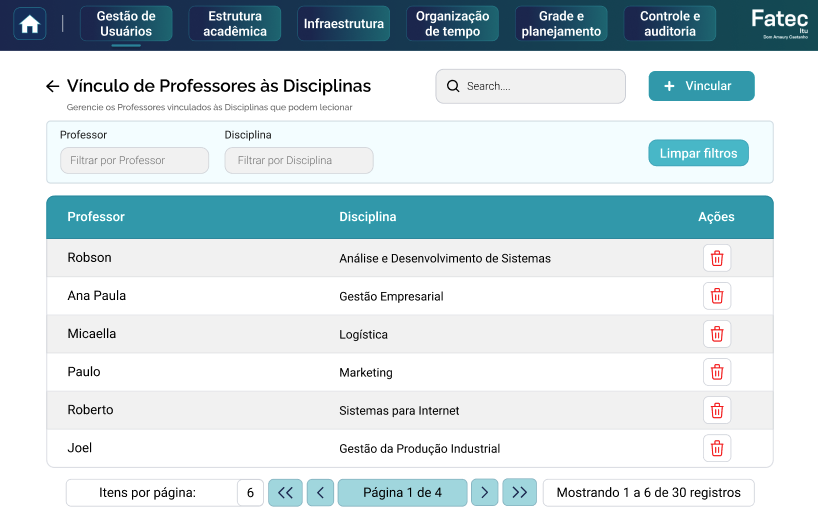 Gestão de
Usuários
Estrutura
acadêmica
Infraestrutura
Organização
de tempo
Grade e
planejamento
Controle e
auditoria
Fatec
Itu
Dom Amaury Castanho
Vínculo de Professores às Disciplinas
Gerencie os Professores vinculados às Disciplinas que podem lecionar
Search....
+ Vincular
Professor
Disciplina
Filtrar por Professor
Filtrar por Disciplina
Limpar filtros
Professor Disciplina Ações
Robson Análise e Desenvolvimento de Sistemas
Ana Paula Gestão Empresarial
Micaella Logística
Paulo Marketing
Roberto Sistemas para Internet
Joel Gestão da Produção Industrial
Itens por página: 6 << < Página 1 de 4 > >> Mostrando 1 a 6 de 30 registros